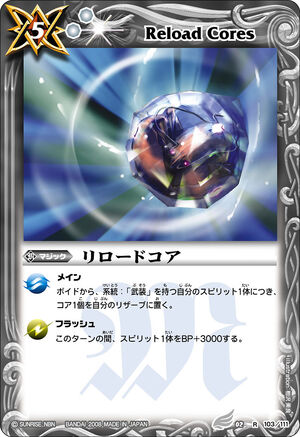 5
Reload Cores
マジック
リロードコア
メイン
ボイドから、系統:「武装」を持つ自分のスピリット1体につき、
コア1個を自分のリザーブに置く。
フラッシュ
このターンの間、スピリット1体をBP+3000する。
© SUNRISE,NBN © BANDAI 2008 MADE IN JAPAN
02 R 103/111